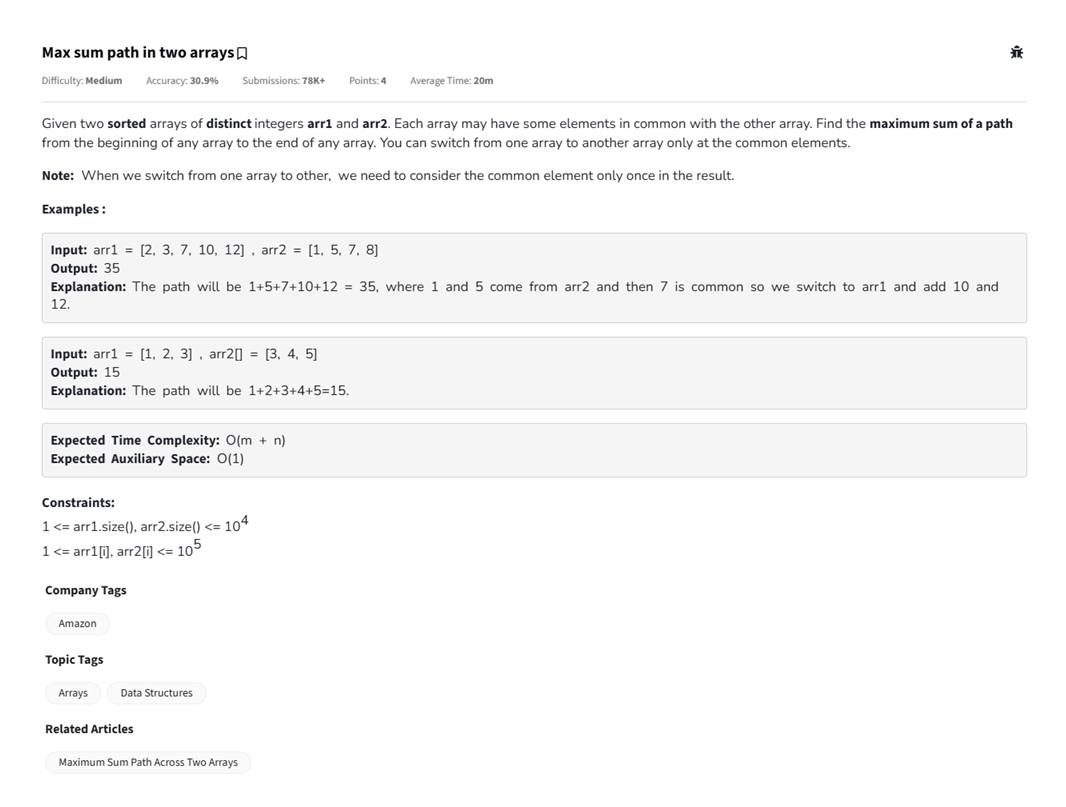 Max sum path in two arrays
Difficulty: Medium Accuracy: 30.9% Submissions: 78K+ Points: 4 Average Time: 20m
Given two sorted arrays of distinct integers arr1 and arr2. Each array may have some elements in common with the other array. Find the maximum sum of a path
from the beginning of any array to the end of any array. You can switch from one array to another array only at the common elements.
Note: When we switch from one array to other, we need to consider the common element only once in the result.
Examples :
Input: arr1 = [2, 3, 7, 10, 12] , arr2 = [1, 5, 7, 8]
Output: 35
Explanation: The path will be 1+5+7+10+12 = 35, where 1 and 5 come from arr2 and then 7 is common so we switch to arr1 and add 10 and
12.
Input: arr1 = [1, 2, 3] , arr2[] = [3, 4, 5]
Output: 15
Explanation: The path will be 1+2+3+4+5=15.
Expected Time Complexity: O(m + n)
Expected Auxiliary Space: O(1)
Constraints:
1 <= arr1.size(), arr2.size() <= 10^4
1 <= arr1[i], arr2[i] <= 10^5
Company Tags
Amazon
Topic Tags
Arrays Data Structures
Related Articles
Maximum Sum Path Across Two Arrays